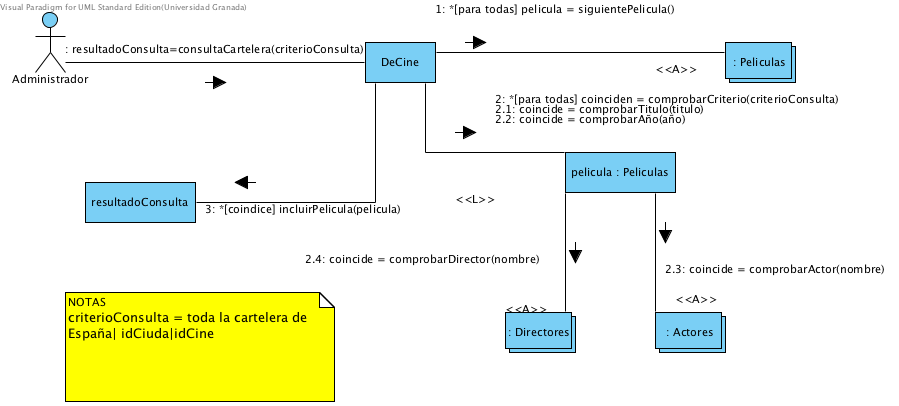 Visual Paradigm for UML Standard Edition(Universidad Granada)
1: *[para todas] pelicula = siguientePelicula()
: resultadoConsulta=consultaCartelera(criterioConsulta)
DeCine
: Peliculas
Administrador
<<A>>
2: *[para todas] coinciden = comprobarCriterio(criterioConsulta)
2.1: coincide = comprobarTitulo(titulo)
2.2: coincide = comprobarAño(año)
pelicula : Peliculas
resultadoConsulta
<<L>>
3: *[coindice] incluirPelicula(pelicula)
2.4: coincide = comprobarDirector(nombre)
2.3: coincide = comprobarActor(nombre)
<<A>>
<<A>>
: Directores
: Actores
NOTAS
criterioConsulta = toda la cartelera de
España| idCiuda|idCine